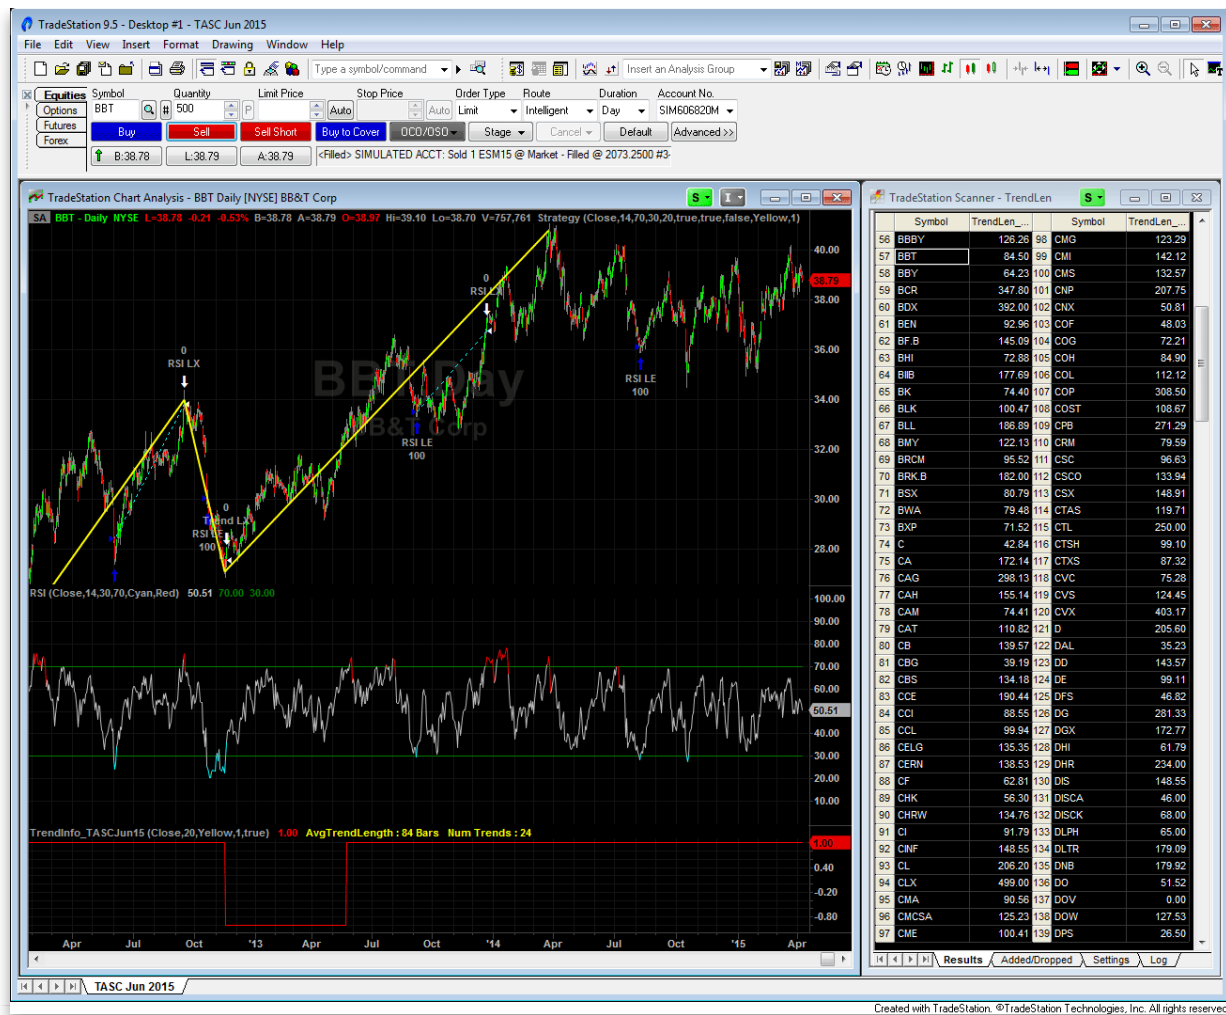 TradeStation 9.5 - Desktop #1 - TASC Jun 2015
File Edit View Insert Format Drawing Window Help
Type a symbol/command Insert an Analysis Group
Equities Symbol Quantity Limit Price Stop Price Order Type Route Duration Account No.
Options BBT # 500 P Auto Auto Limit Intelligent Day SIM606820M
Futures
Forex
Buy Sell Sell Short Buy to Cover OCO/OSO Stage Cancel Default Advanced >>
B:38.78 L:38.79 A:38.79 <Filled> SIMULATED ACCT: Sold 1 ESM15 @ Market - Filled @ 2073.2500 #3-
TradeStation Chart Analysis - BBT Daily [NYSE] BB&T Corp S I
SA BBT - Daily NYSE L=38.78 -0.21 -0.53% B=38.78 A=38.79 O=38.97 Hi=39.10 Lo=38.70 V=757,761 Strategy (Close,14,70,30,20,true,true,false,Yellow,1)
40.00
38.79
38.00
36.00
34.00
32.00
30.00
28.00
BBT Day
BB&T Corp
0
RSI LX
0
RSI LX
RSI LE
100
RSI LE
100
0
Trend LX
RSI LE
100
RSI (Close,14,30,70,Cyan,Red) 50.51 70.00 30.00
100.00
90.00
80.00
70.00
60.00
50.51
40.00
30.00
20.00
10.00
TrendInfo_TASCJun15 (Close,20,Yellow,1,true) 1.00 AvgTrendLength : 84 Bars Num Trends : 24
1.00
0.40
-0.20
-0.80
Apr Jul Oct '13 Apr Jul Oct '14 Apr Jul Oct '15 Apr
TradeStation Scanner - TrendLen S
Symbol TrendLen_... Symbol TrendLen_...
56 BBBY 126.26 98 CMG 123.29
57 BBT 84.50 99 CMI 142.12
58 BBY 64.23 100 CMS 132.57
59 BCR 347.80 101 CNP 207.75
60 BDX 392.00 102 CNX 50.81
61 BEN 92.96 103 COF 48.03
62 BF.B 145.09 104 COG 72.21
63 BHI 72.88 105 COH 84.90
64 BIIB 177.69 106 COL 112.12
65 BK 74.40 107 COP 308.50
66 BLK 100.47 108 COST 108.67
67 BLL 186.89 109 CPB 271.29
68 BMY 122.13 110 CRM 79.59
69 BRCM 95.52 111 CSC 96.63
70 BRK.B 182.00 112 CSCO 133.94
71 BSX 80.79 113 CSX 148.91
72 BWA 79.48 114 CTAS 119.71
73 BXP 71.52 115 CTL 250.00
74 C 42.84 116 CTSH 99.10
75 CA 172.14 117 CTXS 87.32
76 CAG 298.13 118 CVC 75.28
77 CAH 155.14 119 CVS 124.45
78 CAM 74.41 120 CVX 403.17
79 CAT 110.82 121 D 205.60
80 CB 139.57 122 DAL 35.23
81 CBG 39.19 123 DD 143.57
82 CBS 134.18 124 DE 99.11
83 CCE 190.44 125 DFS 46.82
84 CCI 88.55 126 DG 281.33
85 CCL 99.94 127 DGX 172.77
86 CELG 135.35 128 DHI 61.79
87 CERN 138.53 129 DHR 234.00
88 CF 62.81 130 DIS 148.55
89 CHK 56.30 131 DISCA 46.00
90 CHRW 134.76 132 DISCK 68.00
91 CI 91.79 133 DLPH 65.00
92 CINF 148.55 134 DLTR 179.09
93 CL 206.20 135 DNB 179.92
94 CLX 499.00 136 DO 51.52
95 CMA 90.56 137 DOV 0.00
96 CMCSA 125.23 138 DOW 127.53
97 CME 100.41 139 DPS 26.50
Results Added/Dropped Settings Log
TASC Jun 2015
Created with TradeStation. ©TradeStation Technologies, Inc. All rights reserved